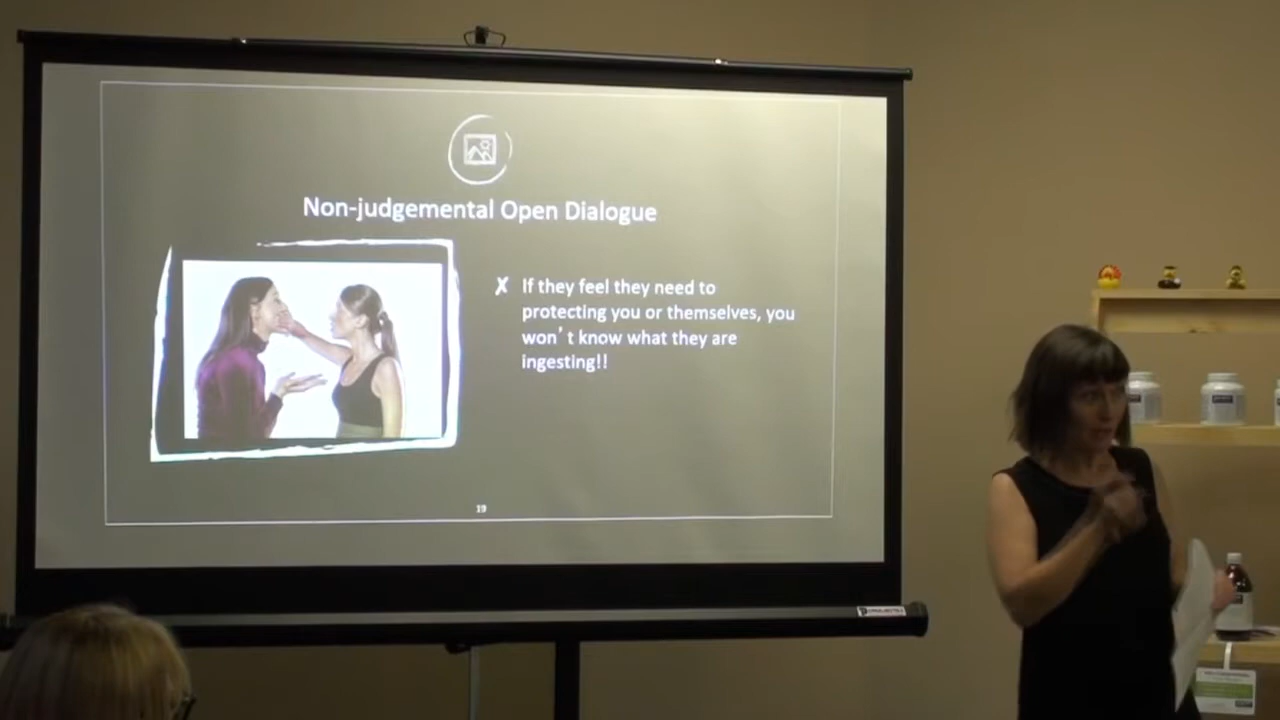 Non-judgemental Open Dialogue
✗ If they feel they need to
protecting you or themselves, you
won't know what they are
ingesting!!
19